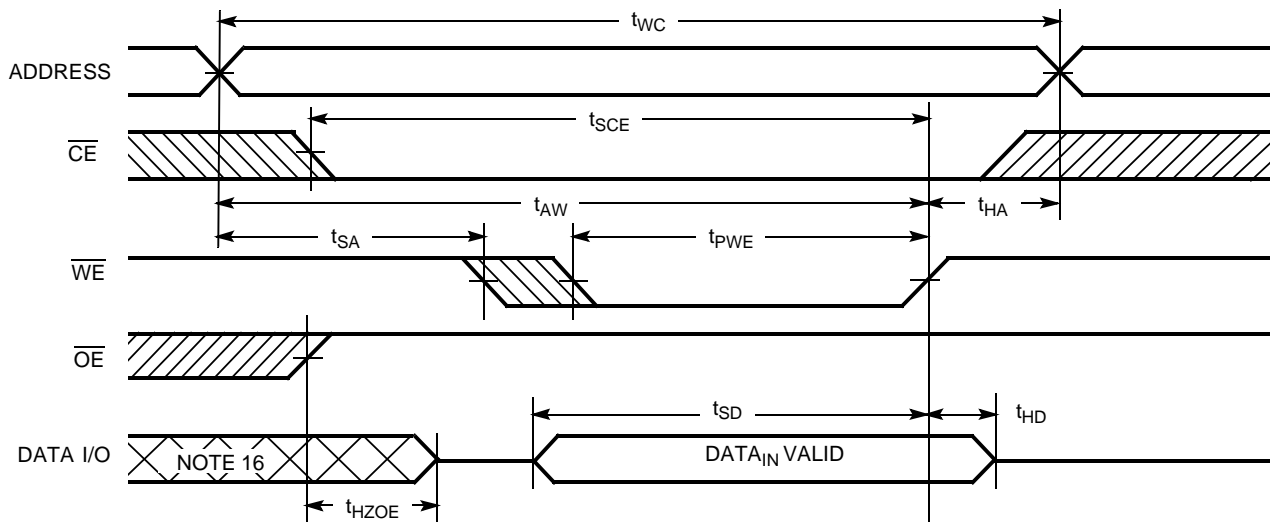 tWC
ADDRESS
tSCE
CE
tAW
tHA
tSA
tPWE
WE
OE
tSD
tHD
DATA I/O
NOTE 16
DATAIN VALID
tHZOE